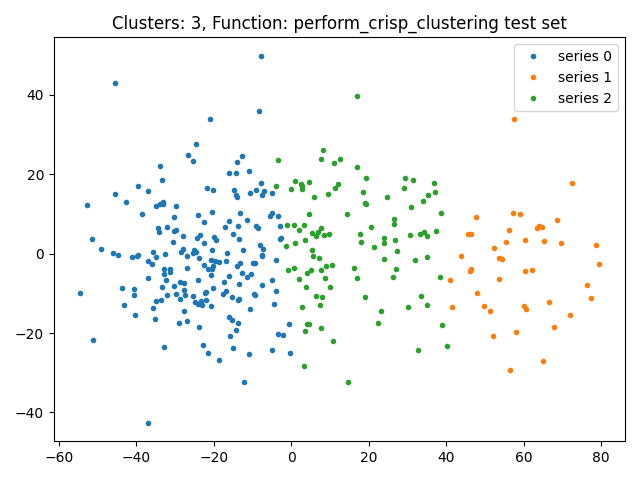 Clusters: 3, Function: perform_crisp_clustering test set
series 0
series 1
series 2
40
20
0
−20
−40
−60 −40 −20 0 20 40 60 80